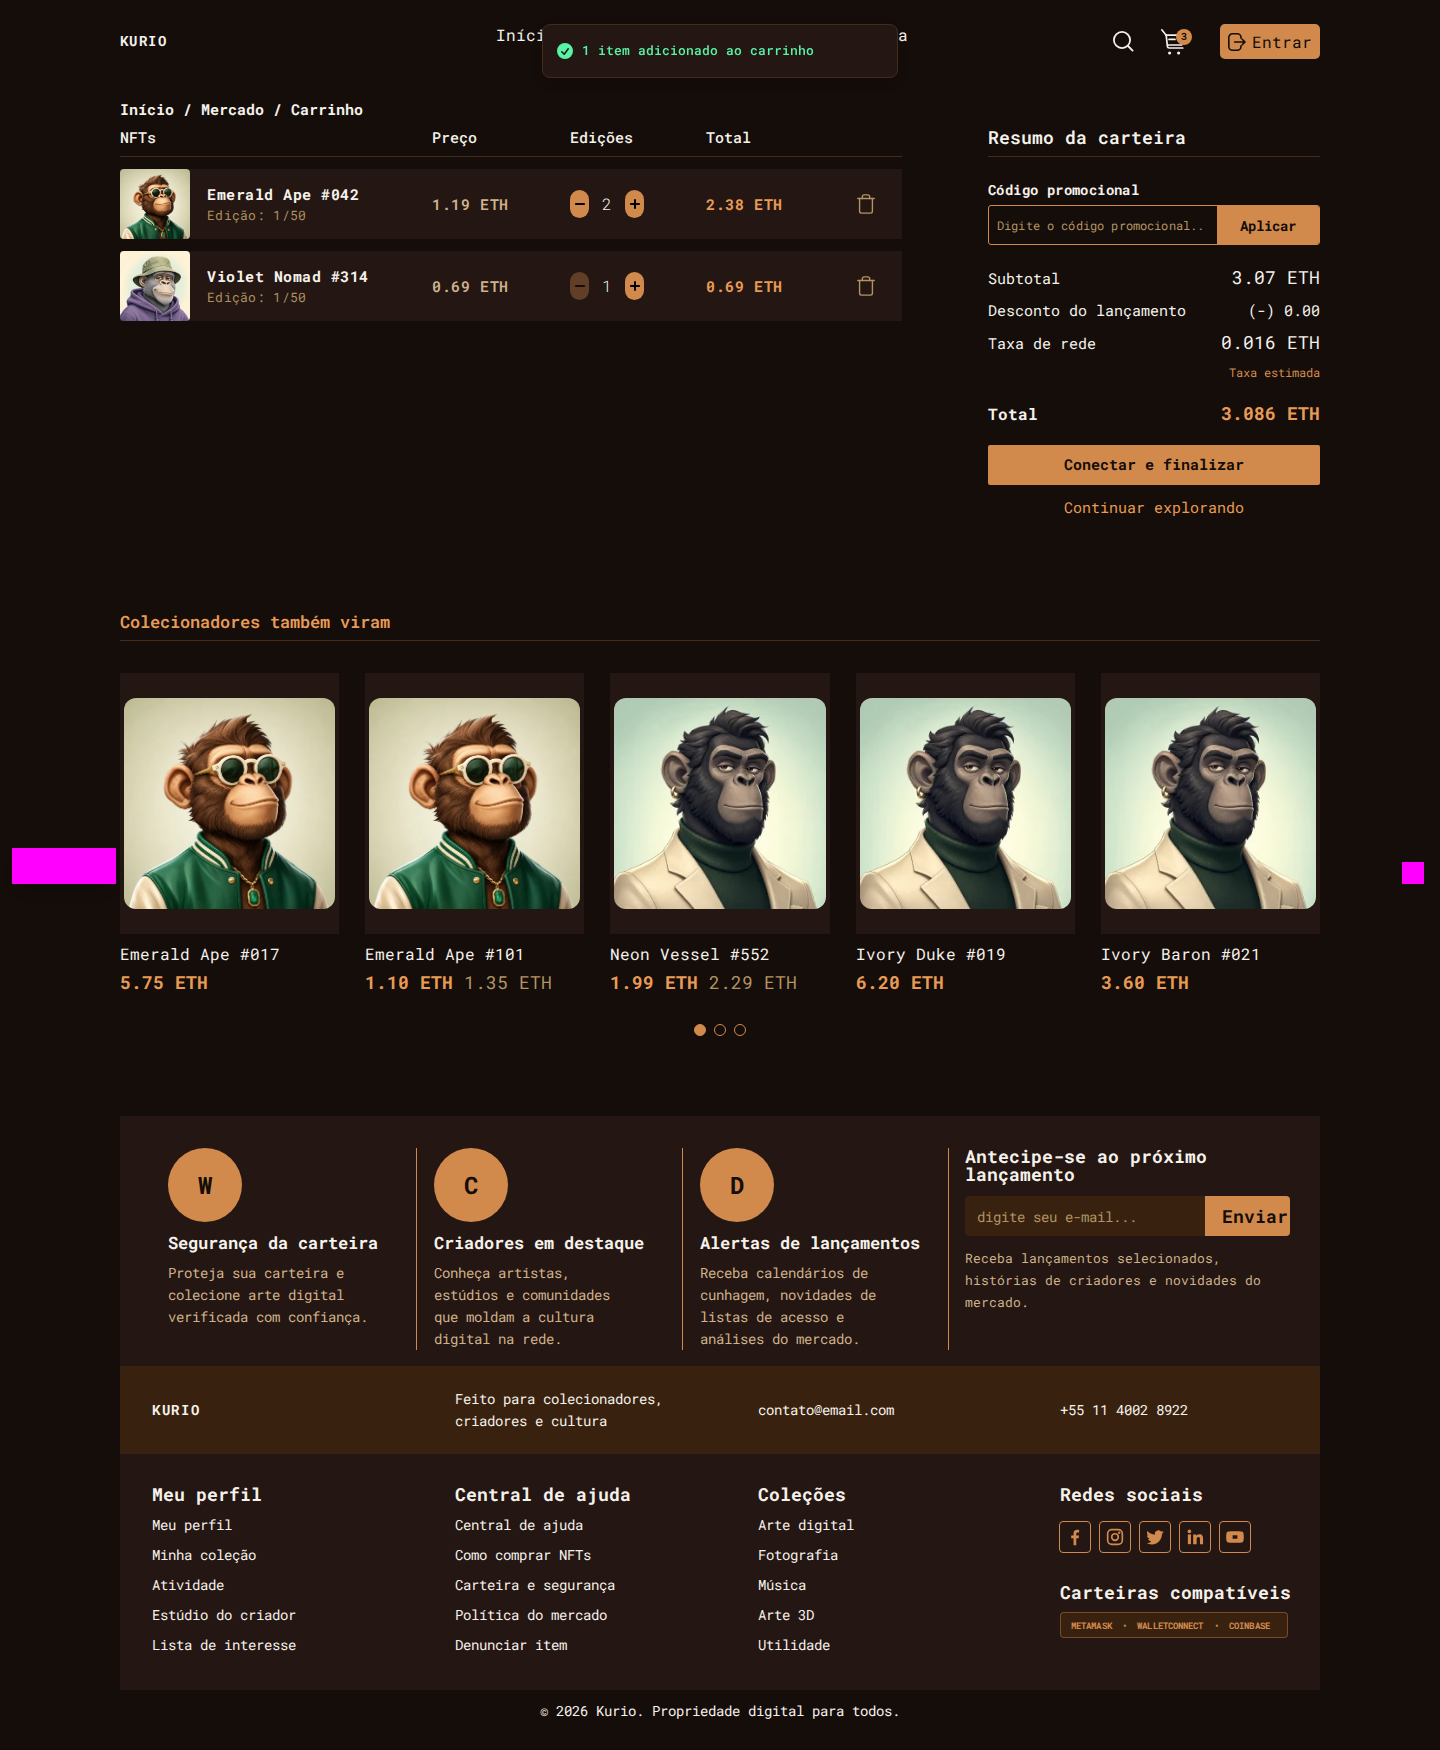 KURIO
Iníci
1 item adicionado ao carrinho
a
3
Entrar
Início / Mercado / Carrinho
NFTs
Preço
Edições
Total
Emerald Ape #042
Edição: 1/50
1.19 ETH
2
2.38 ETH
Violet Nomad #314
Edição: 1/50
0.69 ETH
1
0.69 ETH
Resumo da carteira
Código promocional
Digite o código promocional..
Aplicar
Subtotal
3.07 ETH
Desconto do lançamento
(-) 0.00
Taxa de rede
0.016 ETH
Taxa estimada
Total
3.086 ETH
Conectar e finalizar
Continuar explorando
Colecionadores também viram
Emerald Ape #017
5.75 ETH
Emerald Ape #101
1.10 ETH 1.35 ETH
Neon Vessel #552
1.99 ETH 2.29 ETH
Ivory Duke #019
6.20 ETH
Ivory Baron #021
3.60 ETH
W
Segurança da carteira
Proteja sua carteira e
colecione arte digital
verificada com confiança.
C
Criadores em destaque
Conheça artistas,
estúdios e comunidades
que moldam a cultura
digital na rede.
D
Alertas de lançamentos
Receba calendários de
cunhagem, novidades de
listas de acesso e
análises do mercado.
Antecipe-se ao próximo
lançamento
digite seu e-mail...
Enviar
Receba lançamentos selecionados,
histórias de criadores e novidades do
mercado.
KURIO
Feito para colecionadores,
criadores e cultura
contato@email.com
+55 11 4002 8922
Meu perfil
Meu perfil
Minha coleção
Atividade
Estúdio do criador
Lista de interesse
Central de ajuda
Central de ajuda
Como comprar NFTs
Carteira e segurança
Política do mercado
Denunciar item
Coleções
Arte digital
Fotografia
Música
Arte 3D
Utilidade
Redes sociais
Carteiras compatíveis
METAMASK · WALLETCONNECT · COINBASE
© 2026 Kurio. Propriedade digital para todos.